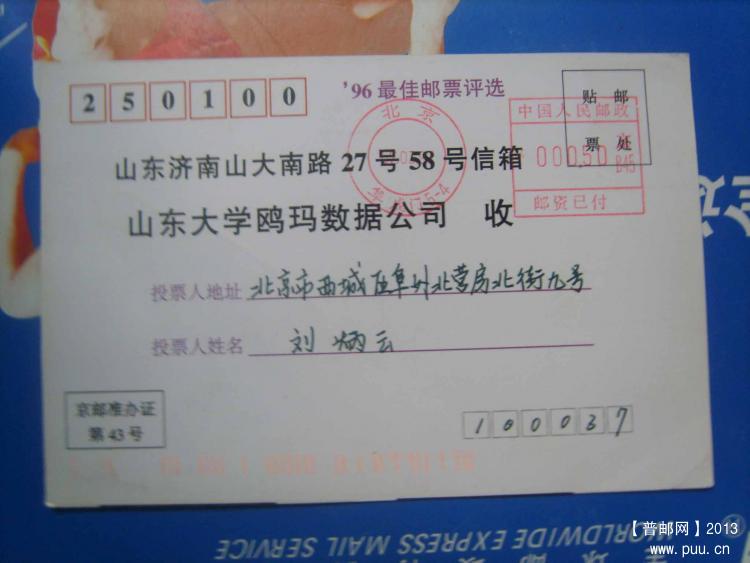 250100
'96最佳邮票评选
贴 邮
票 处
北京
中国人民邮政
00050
B45
邮资已付
山东济南山大南路27号58号信箱
山东大学鸥玛数据公司 收
投票人地址 北京市西城区阜外北营房北街九号
投票人姓名 刘炳云
京邮准办证
第43号
100037
WORLDWIDE EXPRESS MAIL SERVICE
【普邮网】2013
www.puu.cn